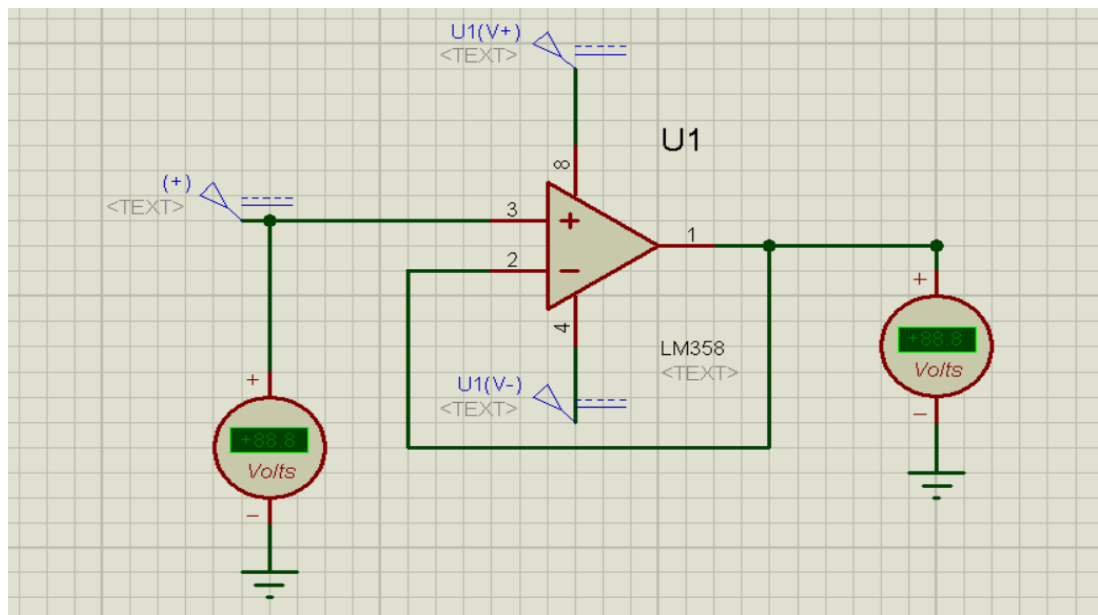 U1(V+)
<TEXT>
U1
8
(+)
<TEXT>
3
+
1
2
−
+
4
+88.8
Volts
LM358
<TEXT>
+
U1(V-)
<TEXT>
−
+88.8
Volts
−